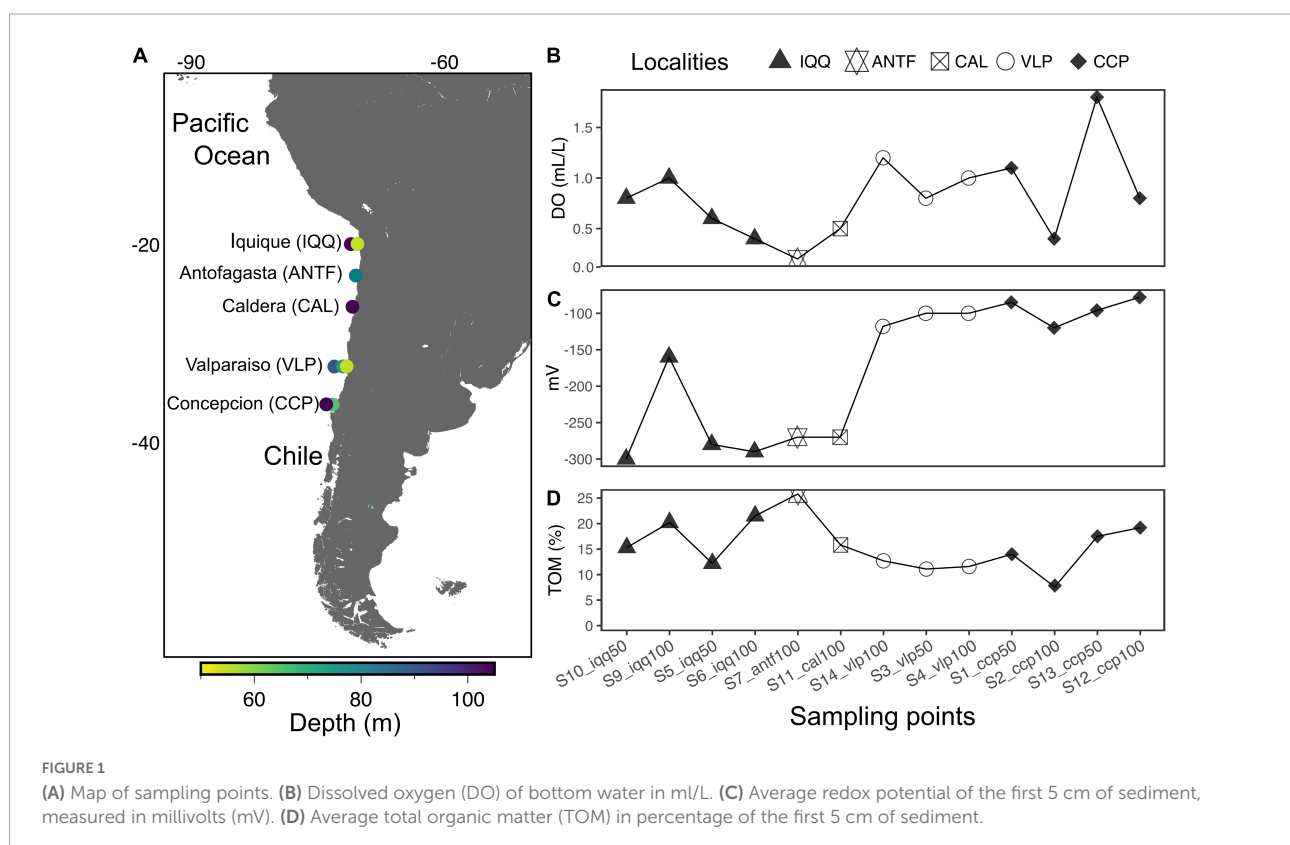 A
-90
-60
Pacific
Ocean
-20
Iquique (IQQ)
Antofagasta (ANTF)
Caldera (CAL)
Valparaiso (VLP)
Concepcion (CCP)
-40
Chile
60
80
100
Depth (m)
B
Localities
IQQ
ANTF
CAL
VLP
CCP
DO (mL/L)
1.5
1.0
0.5
0.0
C
mV
-100
-150
-200
-250
-300
D
TOM (%)
25
20
15
10
5
0
S10_iqq50
S9_iqq100
S5_iqq50
S6_iqq100
S7_antf100
S11_cal100
S14_vlp100
S3_vlp50
S4_vlp100
S1_ccp50
S2_ccp100
S13_ccp50
S12_ccp100
Sampling points
FIGURE 1
(A) Map of sampling points. (B) Dissolved oxygen (DO) of bottom water in ml/L. (C) Average redox potential of the first 5 cm of sediment,
measured in millivolts (mV). (D) Average total organic matter (TOM) in percentage of the first 5 cm of sediment.